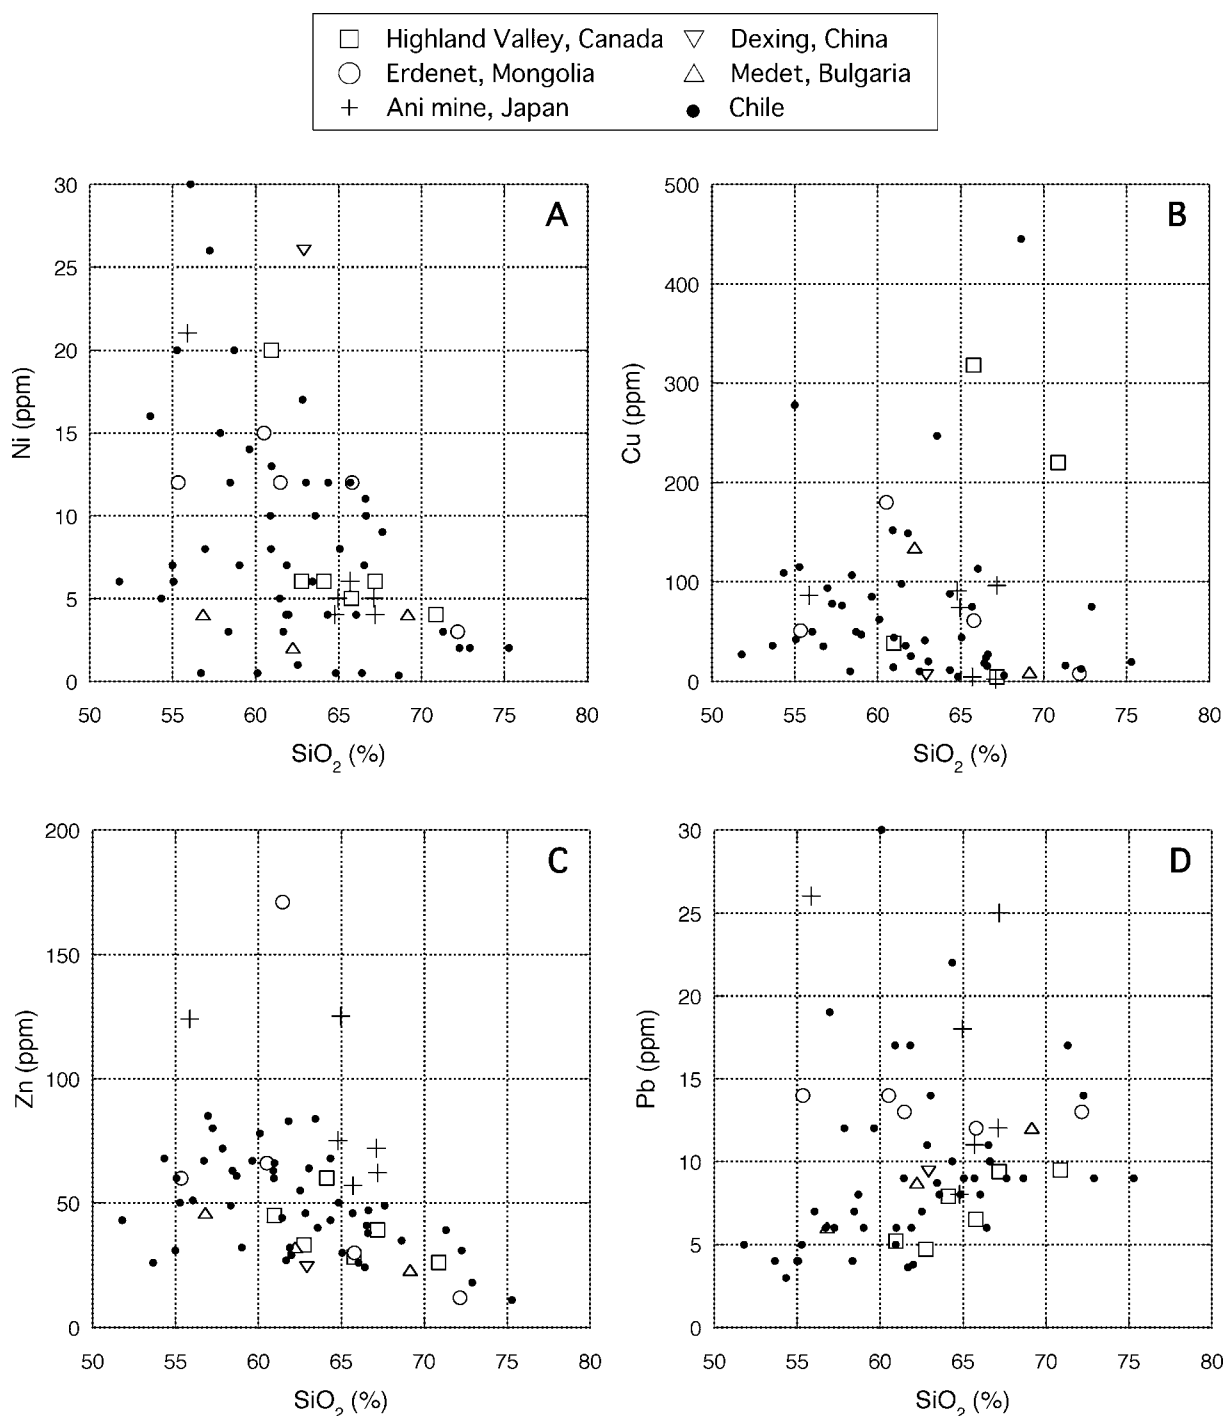 Highland Valley, Canada
Dexing, China
Erdenet, Mongolia
Medet, Bulgaria
Ani mine, Japan
Chile
A
30
25
20
15
10
5
0
Ni (ppm)
50 55 60 65 70 75 80
SiO2 (%)
B
500
400
300
200
100
0
Cu (ppm)
50 55 60 65 70 75 80
SiO2 (%)
C
200
150
100
50
0
Zn (ppm)
50 55 60 65 70 75 80
SiO2 (%)
D
30
25
20
15
10
5
0
Pb (ppm)
50 55 60 65 70 75 80
SiO2 (%)